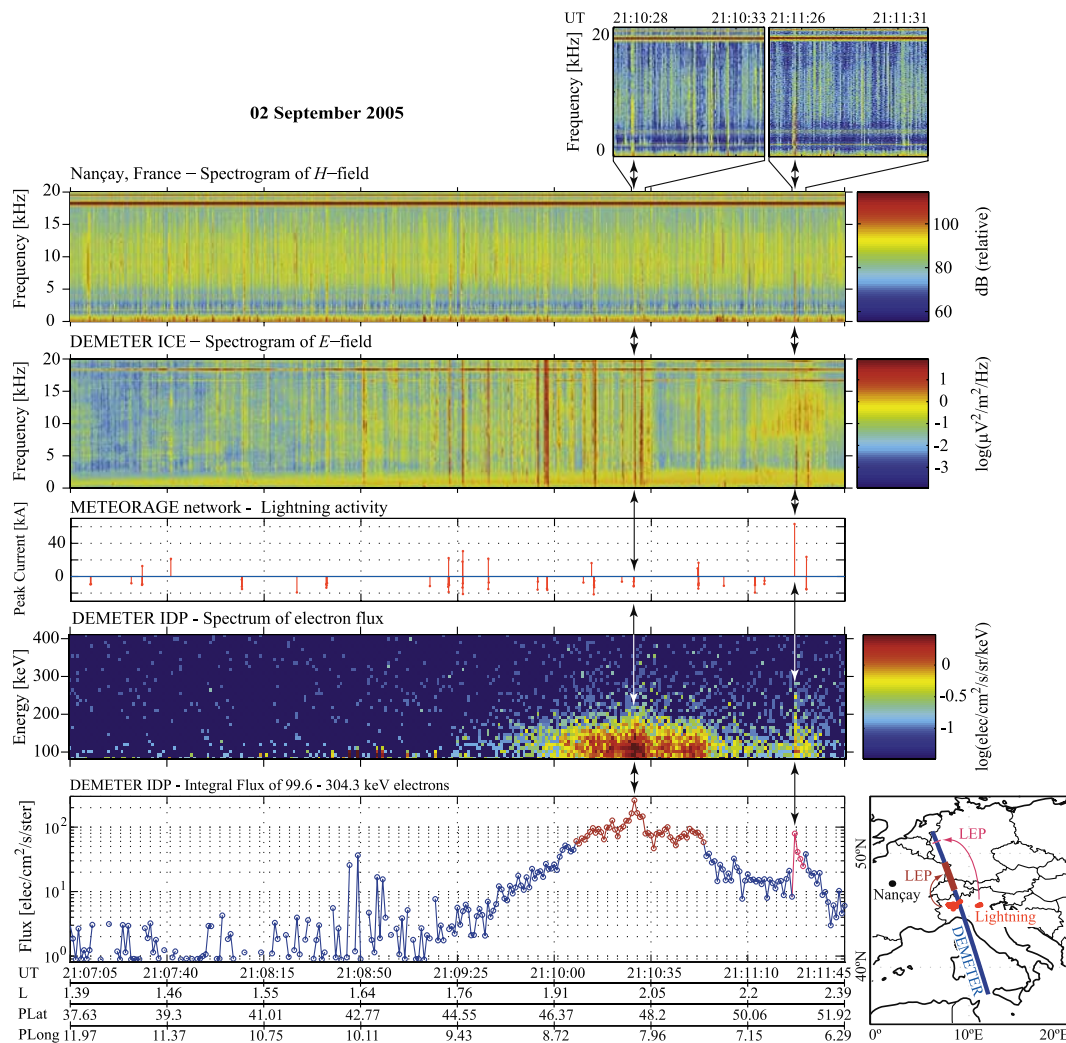 UT 21:10:28 21:10:33 21:11:26 21:11:31
20
Frequency [kHz]
0
02 September 2005
Nançay, France – Spectrogram of H–field
20
15
10
5
0
Frequency [kHz]
100
80
60
dB (relative)
DEMETER ICE – Spectrogram of E–field
20
15
10
5
0
Frequency [kHz]
1
0
-1
-2
-3
log(μV²/m²/Hz)
METEORAGE network - Lightning activity
40
0
Peak Current [kA]
DEMETER IDP - Spectrum of electron flux
400
300
200
100
Energy [keV]
0
-0.5
-1
log(elec/cm²/s/sr/keV)
DEMETER IDP - Integral Flux of 99.6 - 304.3 keV electrons
10²
10¹
10⁰
Flux [elec/cm²/s/ster]
UT 21:07:05 21:07:40 21:08:15 21:08:50 21:09:25 21:10:00 21:10:35 21:11:10 21:11:45
L 1.39 1.46 1.55 1.64 1.76 1.91 2.05 2.2 2.39
PLat 37.63 39.3 41.01 42.77 44.55 46.37 48.2 50.06 51.92
PLong 11.97 11.37 10.75 10.11 9.43 8.72 7.96 7.15 6.29
50ºN
40ºN
LEP
LEP
Nançay
Lightning
DEMETER
0º 10ºE 20ºE